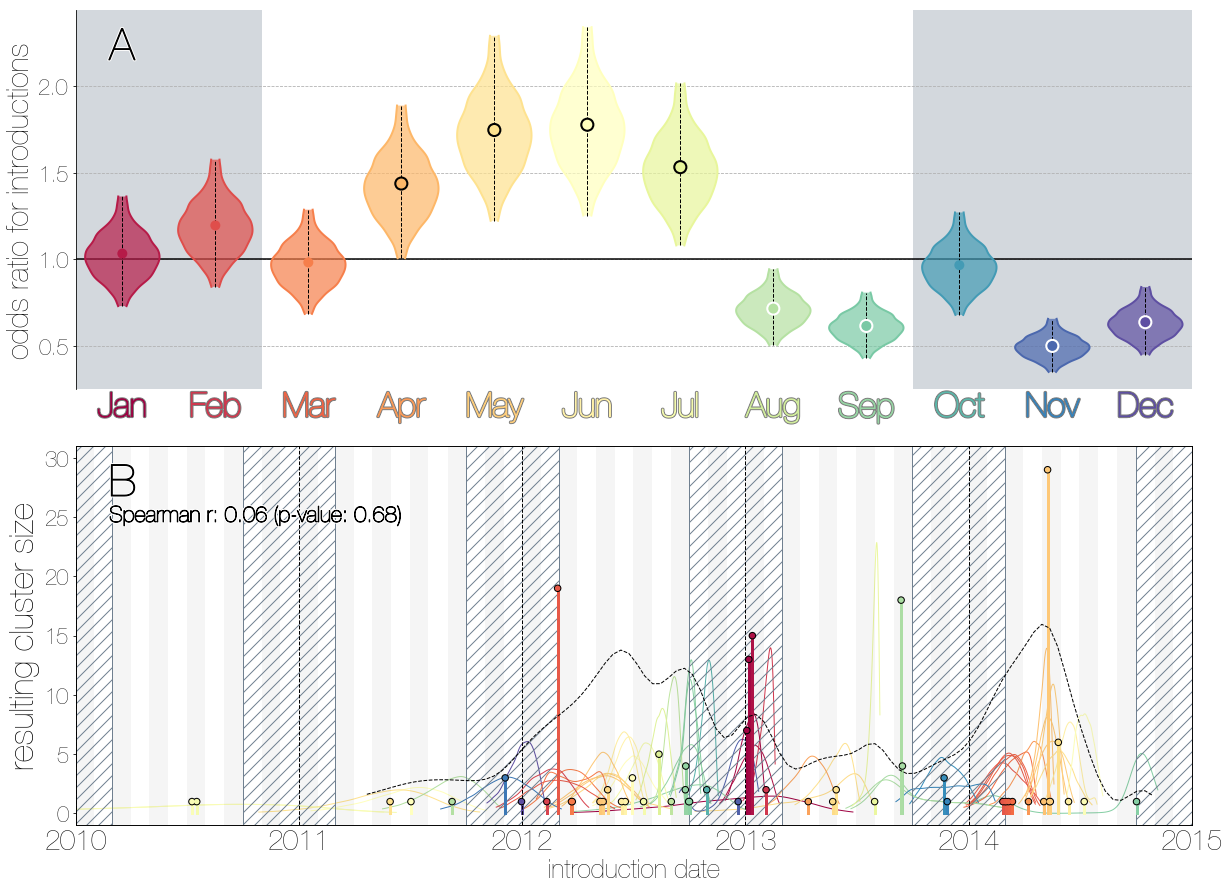 A
odds ratio for introductions
2.0
1.5
1.0
0.5
Jan Feb Mar Apr May Jun Jul Aug Sep Oct Nov Dec
B
Spearman r: 0.06 (p-value: 0.68)
resulting cluster size
30
25
20
15
10
5
0
2010 2011 2012 2013 2014 2015
introduction date